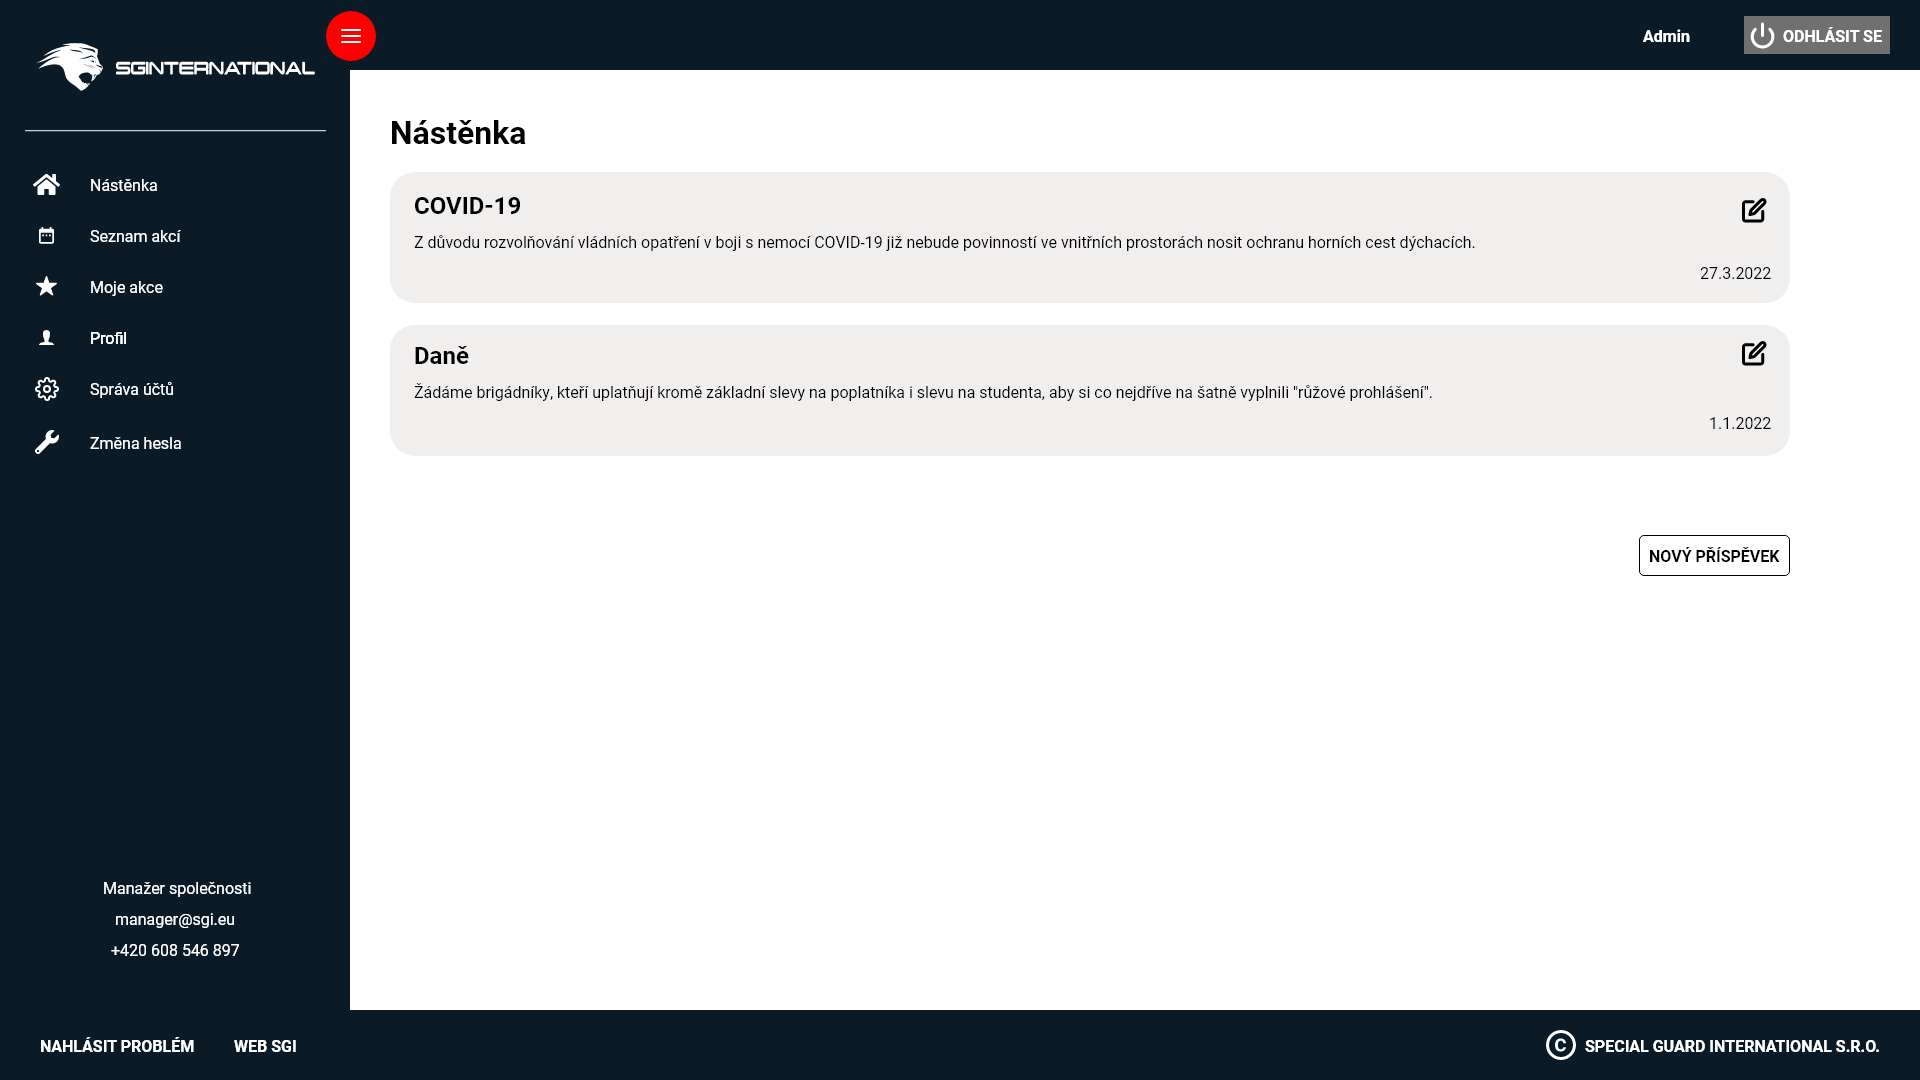 SGINTERNATIONAL
Admin
ODHLÁSIT SE
Nástěnka
Seznam akcí
Moje akce
Profil
Správa účtů
Změna hesla
Manažer společnosti
manager@sgi.eu
+420 608 546 897
Nástěnka
COVID-19
Z důvodu rozvolňování vládních opatření v boji s nemocí COVID-19 již nebude povinností ve vnitřních prostorách nosit ochranu horních cest dýchacích.
27.3.2022
Daně
Žádáme brigádníky, kteří uplatňují kromě základní slevy na poplatníka i slevu na studenta, aby si co nejdříve na šatně vyplnili "růžové prohlášení".
1.1.2022
NOVÝ PŘÍSPĚVEK
NAHLÁSIT PROBLÉM
WEB SGI
© SPECIAL GUARD INTERNATIONAL S.R.O.